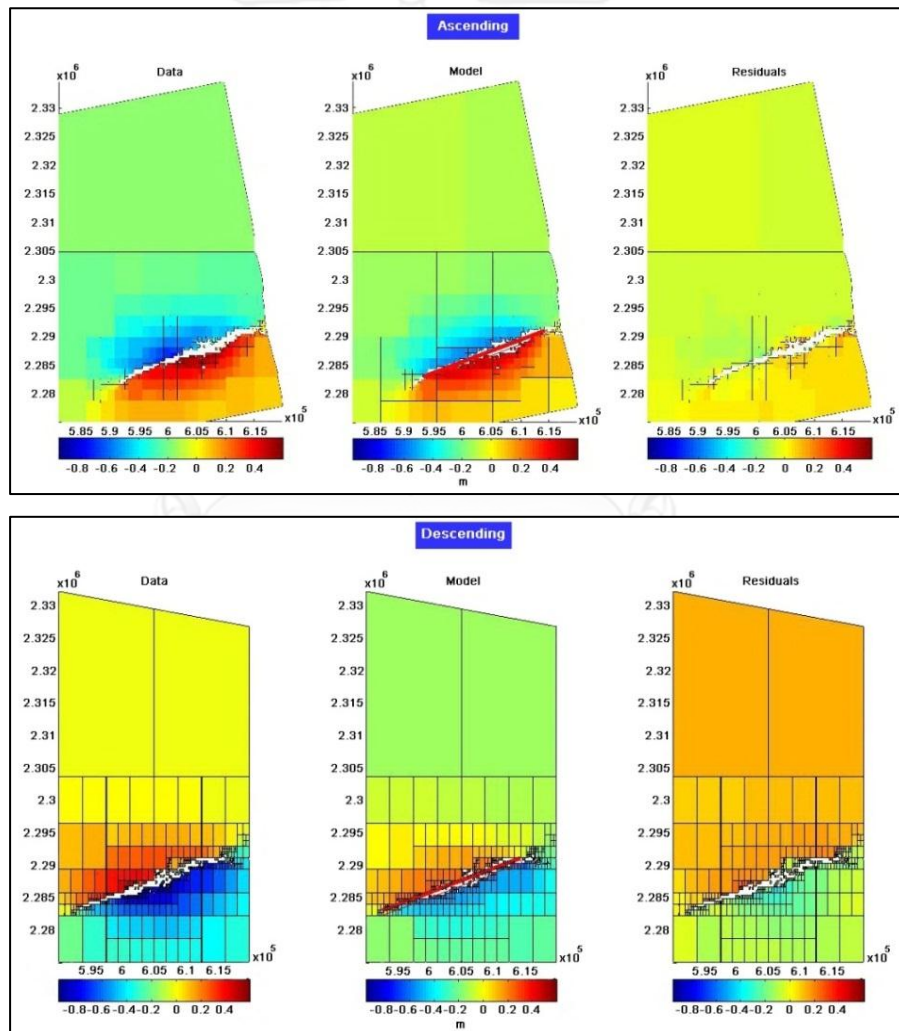 Ascending
x10^6 Data x10^6 Model x10^6 Residuals
2.33 2.33 2.33
2.325 2.325 2.325
2.32 2.32 2.32
2.315 2.315 2.315
2.31 2.31 2.31
2.305 2.305 2.305
2.3 2.3 2.3
2.295 2.295 2.295
2.29 2.29 2.29
2.285 2.285 2.285
2.28 2.28 2.28
x10^5 x10^5 x10^5
5.85 5.9 5.95 6 6.05 6.1 6.15 5.85 5.9 5.95 6 6.05 6.1 6.15 5.85 5.9 5.95 6 6.05 6.1 6.15
-0.8 -0.6 -0.4 -0.2 0 0.2 0.4 -0.8 -0.6 -0.4 -0.2 0 0.2 0.4 -0.8 -0.6 -0.4 -0.2 0 0.2 0.4
m
Descending
x10^6 Data x10^6 Model x10^6 Residuals
2.33 2.33 2.33
2.325 2.325 2.325
2.32 2.32 2.32
2.315 2.315 2.315
2.31 2.31 2.31
2.305 2.305 2.305
2.3 2.3 2.3
2.295 2.295 2.295
2.29 2.29 2.29
2.285 2.285 2.285
2.28 2.28 2.28
x10^5 x10^5 x10^5
5.95 6 6.05 6.1 6.15 5.95 6 6.05 6.1 6.15 5.95 6 6.05 6.1 6.15
-0.8 -0.6 -0.4 -0.2 0 0.2 0.4 -0.8 -0.6 -0.4 -0.2 0 0.2 0.4 -0.8 -0.6 -0.4 -0.2 0 0.2 0.4
m